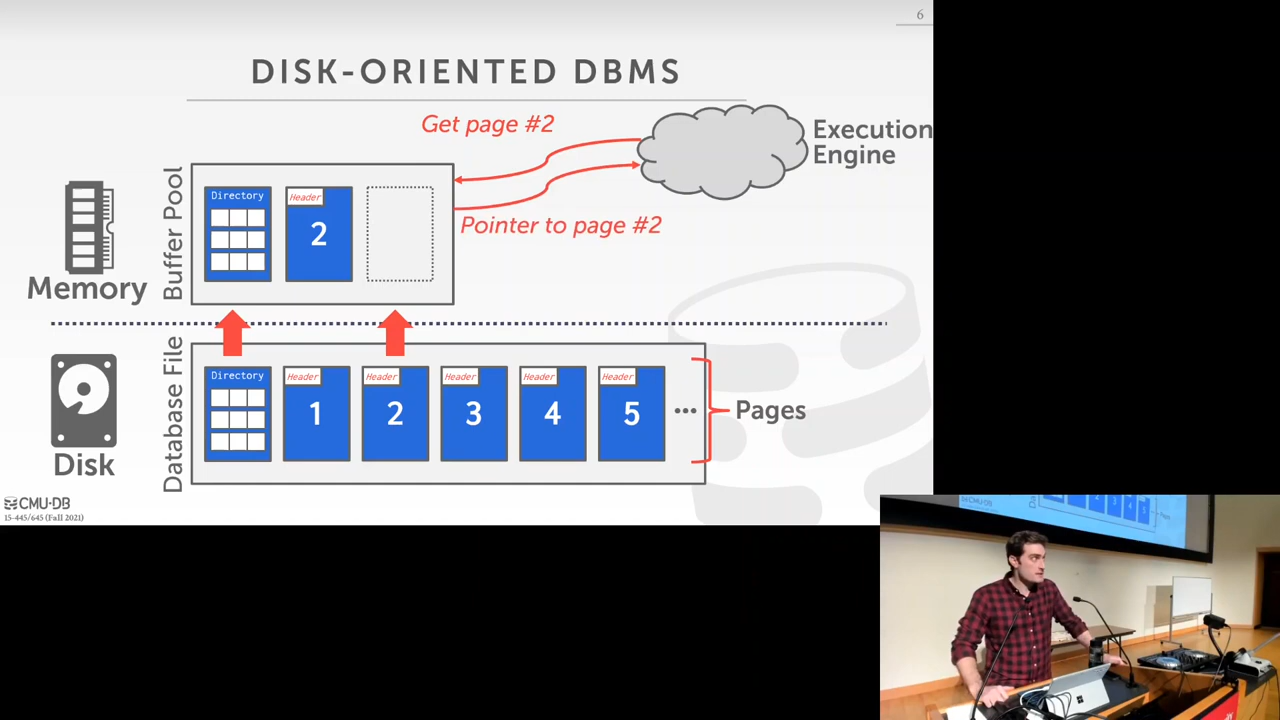 6
DISK-ORIENTED DBMS
Get page #2
Execution
Engine
Pointer to page #2
Memory
Buffer Pool
Directory
Header
2
Disk
Database File
Directory
Header
1
Header
2
Header
3
Header
4
Header
5
...
Pages
CMU·DB
15-445/645 (Fall 2021)